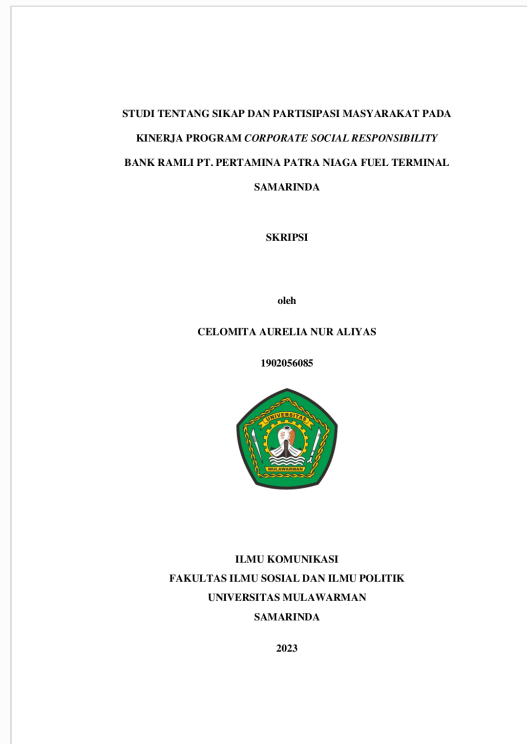 STUDI TENTANG SIKAP DAN PARTISIPASI MASYARAKAT PADA
KINERJA PROGRAM CORPORATE SOCIAL RESPONSIBILITY
BANK RAMLI PT. PERTAMINA PATRA NIAGA FUEL TERMINAL
SAMARINDA
SKRIPSI
oleh
CELOMITA AURELIA NUR ALIYAS
1902056085
UNIVERSITAS
MULAWARMAN
ILMU KOMUNIKASI
FAKULTAS ILMU SOSIAL DAN ILMU POLITIK
UNIVERSITAS MULAWARMAN
SAMARINDA
2023